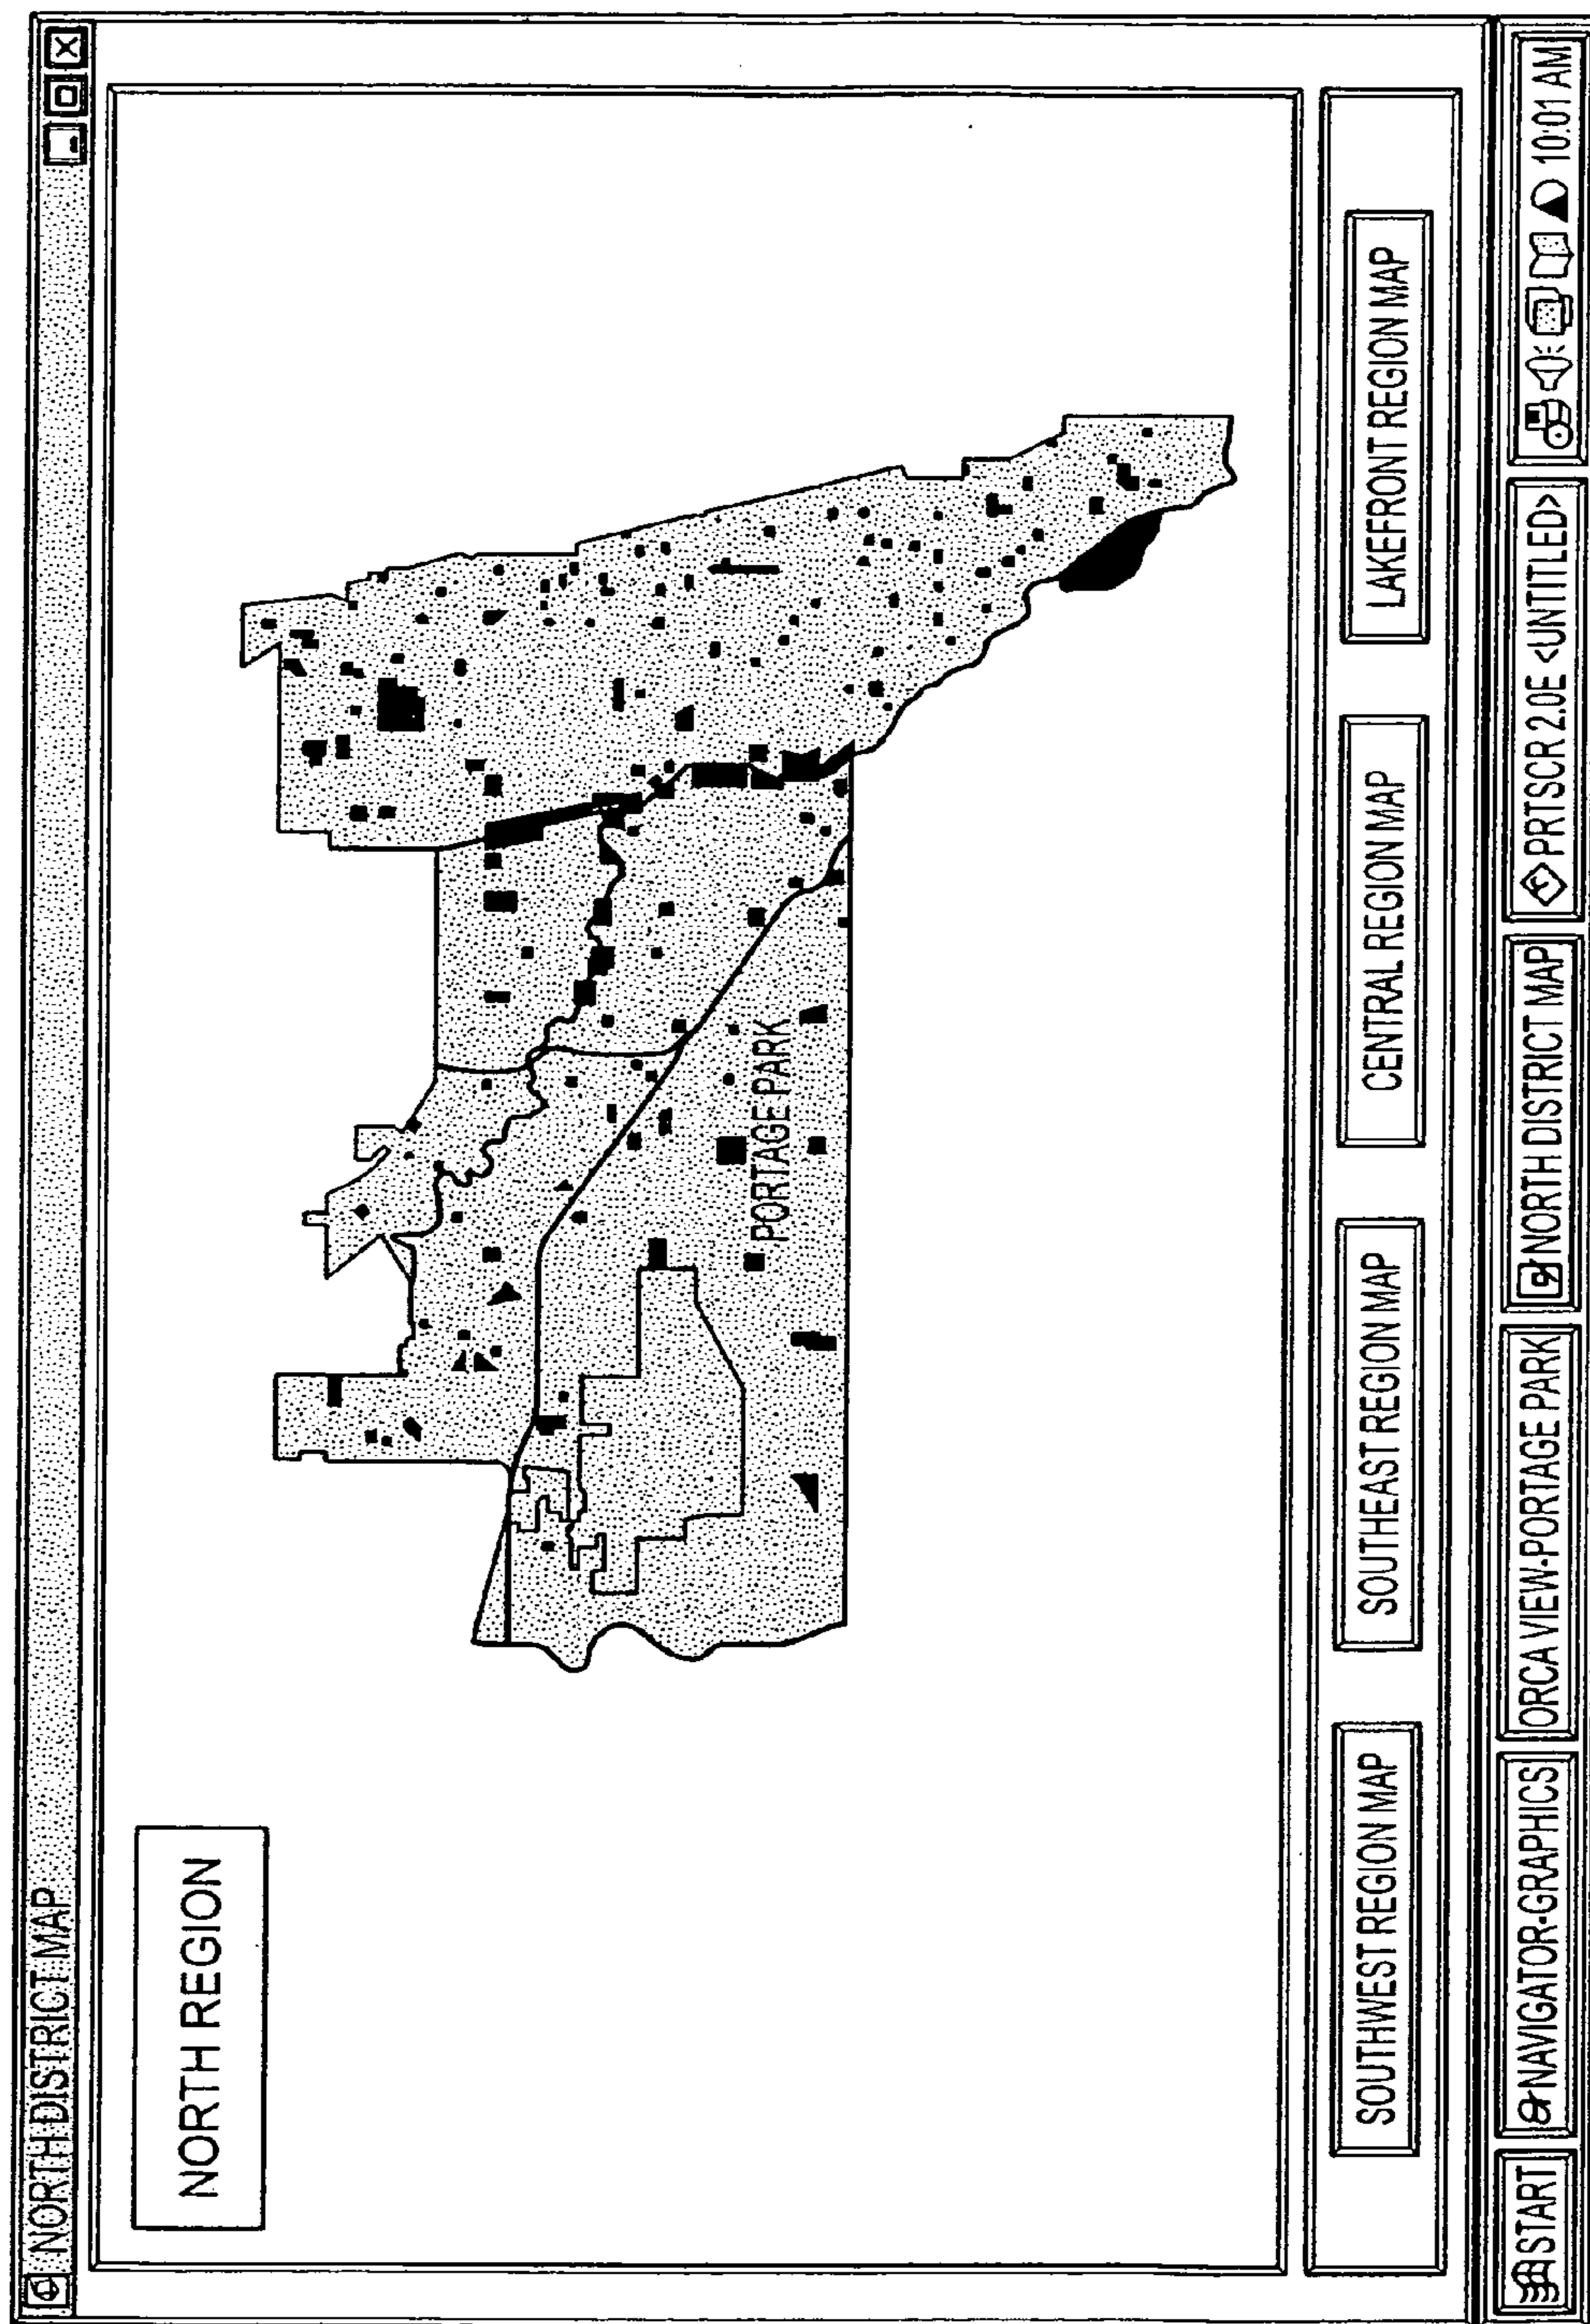 NORTH DISTRICT MAP
NORTH REGION
PORTAGE PARK
SOUTHWEST REGION MAP
SOUTHEAST REGION MAP
CENTRAL REGION MAP
LAKEFRONT REGION MAP
START
NAVIGATOR-GRAPHICS
ORCA VIEW-PORTAGE PARK
NORTH DISTRICT MAP
PRTSCR 2.0E <UNTITLED>
10:01 AM